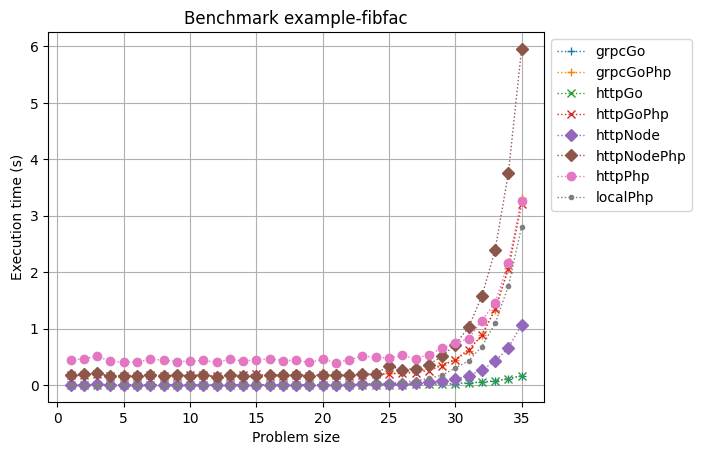 Benchmark example-fibfac
6
5
4
3
2
1
0
Execution time (s)
0
5
10
15
20
25
30
35
Problem size
grpcGo
grpcGoPhp
httpGo
httpGoPhp
httpNode
httpNodePhp
httpPhp
localPhp